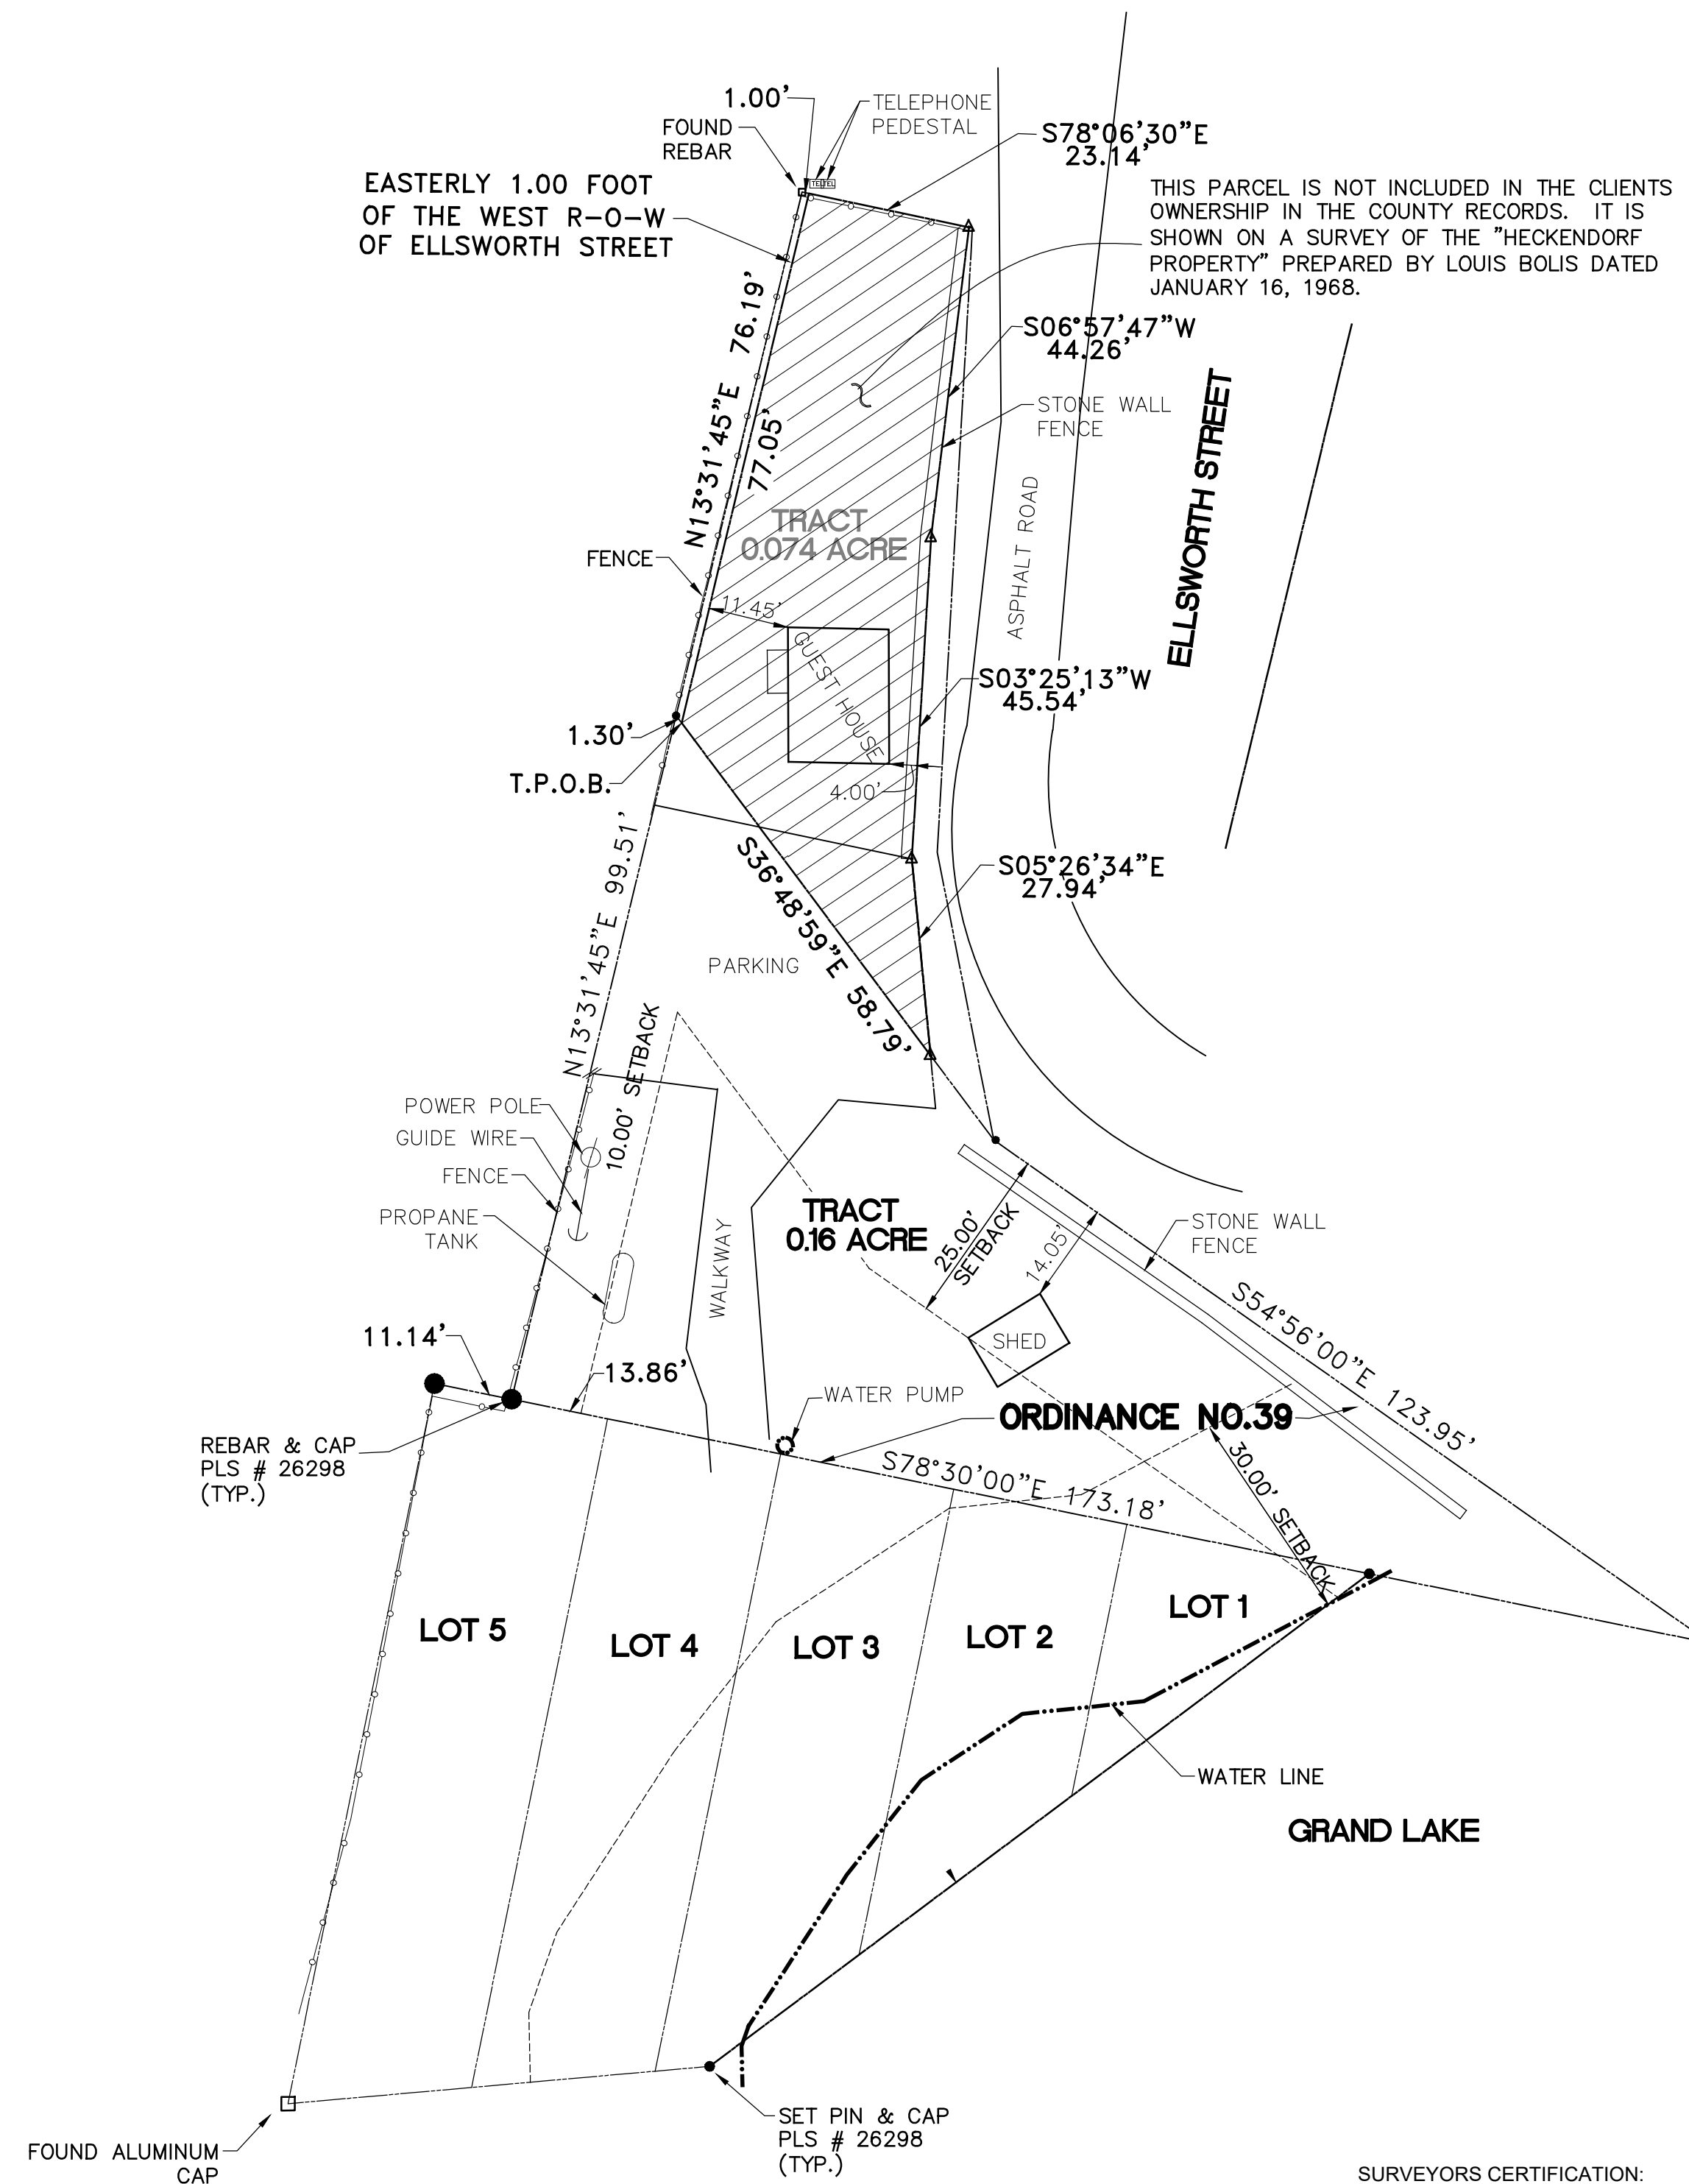 1.00'
TELEPHONE
PEDESTAL
FOUND
REBAR
TEL TEL
S78°06'30"E
23.14'
EASTERLY 1.00 FOOT
OF THE WEST R-O-W
OF ELLSWORTH STREET
THIS PARCEL IS NOT INCLUDED IN THE CLIENTS
OWNERSHIP IN THE COUNTY RECORDS. IT IS
SHOWN ON A SURVEY OF THE "HECKENDORF
PROPERTY" PREPARED BY LOUIS BOLIS DATED
JANUARY 16, 1968.
N13°31'45"E 76.19'
77.05'
S06°57'47"W
44.26'
STONE WALL
FENCE
ELLSWORTH STREET
ASPHALT ROAD
TRACT
0.074 ACRE
FENCE
11.45'
GUEST HOUSE
S03°25'13"W
45.54'
1.30'
T.P.O.B.
4.00'
N13°31'45"E 99.51'
S36°48'59"E 58.79'
S05°26'34"E
27.94'
PARKING
10.00' SETBACK
POWER POLE
GUIDE WIRE
FENCE
PROPANE
TANK
WALKWAY
TRACT
0.16 ACRE
25.00'
SETBACK
14.05'
STONE WALL
FENCE
SHED
S54°56'00"E 123.95'
11.14'
13.86'
WATER PUMP
ORDINANCE NO.39
REBAR & CAP
PLS # 26298
(TYP.)
S78°30'00"E 173.18'
30.00' SETBACK
LOT 5
LOT 4
LOT 3
LOT 2
LOT 1
WATER LINE
GRAND LAKE
SET PIN & CAP
PLS # 26298
(TYP.)
FOUND ALUMINUM
CAP
SURVEYORS CERTIFICATION: